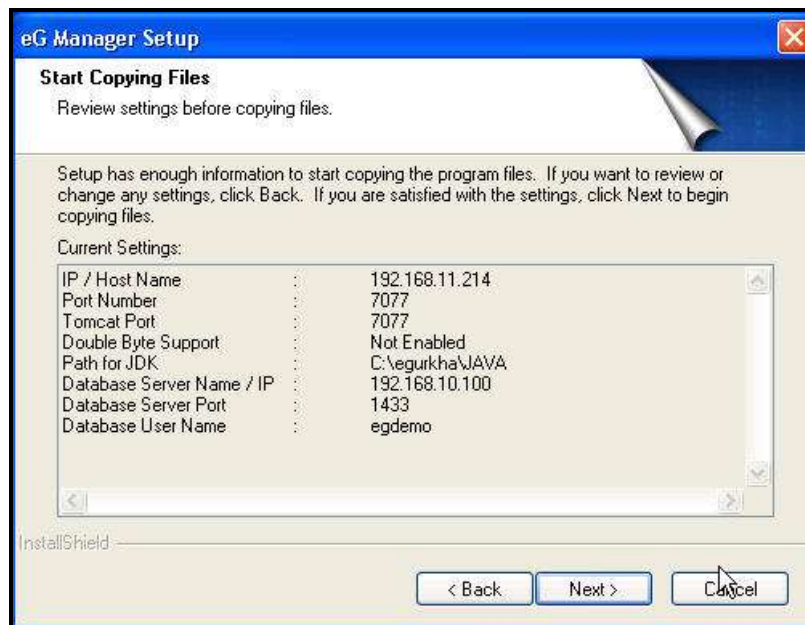 eG Manager Setup
Start Copying Files
Review settings before copying files.
Setup has enough information to start copying the program files. If you want to review or
change any settings, click Back. If you are satisfied with the settings, click Next to begin
copying files.
Current Settings:
IP / Host Name : 192.168.11.214
Port Number : 7077
Tomcat Port : 7077
Double Byte Support : Not Enabled
Path for JDK : C:\egurkha\JAVA
Database Server Name / IP : 192.168.10.100
Database Server Port : 1433
Database User Name : egdemo
InstallShield
< Back Next > Cancel